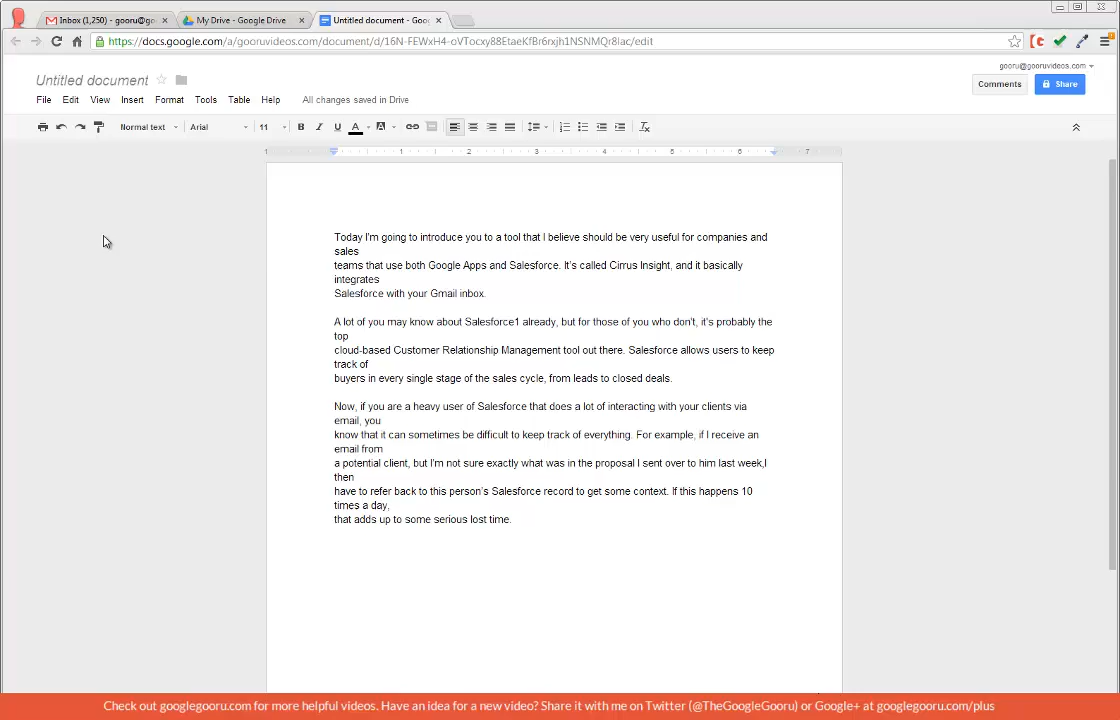 Inbox (1,250) - gooru@go
My Drive - Google Drive
Untitled document - Goo
https://docs.google.com/a/gooruvideos.com/document/d/16N-FEWxH4-oVTocxy88EtaeKfBr6rxjh1NSNMQr8Iac/edit
gooru@gooruvideos.com
Untitled document
Comments
Share
File Edit View Insert Format Tools Table Help All changes saved in Drive
Normal text Arial 11 B I U A A
1 1 2 3 4 5 6 7
Today I'm going to introduce you to a tool that I believe should be very useful for companies and
sales
teams that use both Google Apps and Salesforce. It's called Cirrus Insight, and it basically
integrates
Salesforce with your Gmail inbox.
A lot of you may know about Salesforce1 already, but for those of you who don't, it's probably the
top
cloud-based Customer Relationship Management tool out there. Salesforce allows users to keep
track of
buyers in every single stage of the sales cycle, from leads to closed deals.
Now, if you are a heavy user of Salesforce that does a lot of interacting with your clients via
email, you
know that it can sometimes be difficult to keep track of everything. For example, if I receive an
email from
a potential client, but I'm not sure exactly what was in the proposal I sent over to him last week,I
then
have to refer back to this person's Salesforce record to get some context. If this happens 10
times a day,
that adds up to some serious lost time.
Check out googlegooru.com for more helpful videos. Have an idea for a new video? Share it with me on Twitter (@TheGoogleGooru) or Google+ at googlegooru.com/plus